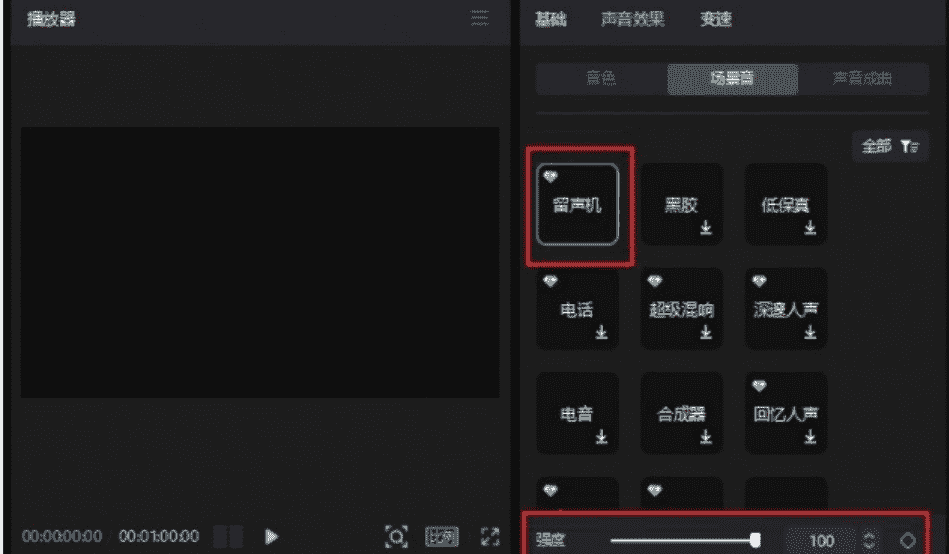 播放器
基础 声音效果 变速
音色 场景音 声音成曲
全部
留声机 黑胶 低保真
电话 超级混响 深邃人声
电音 合成器 回忆人声
00:00:00:00 00:01:00:00 比例
强度 100